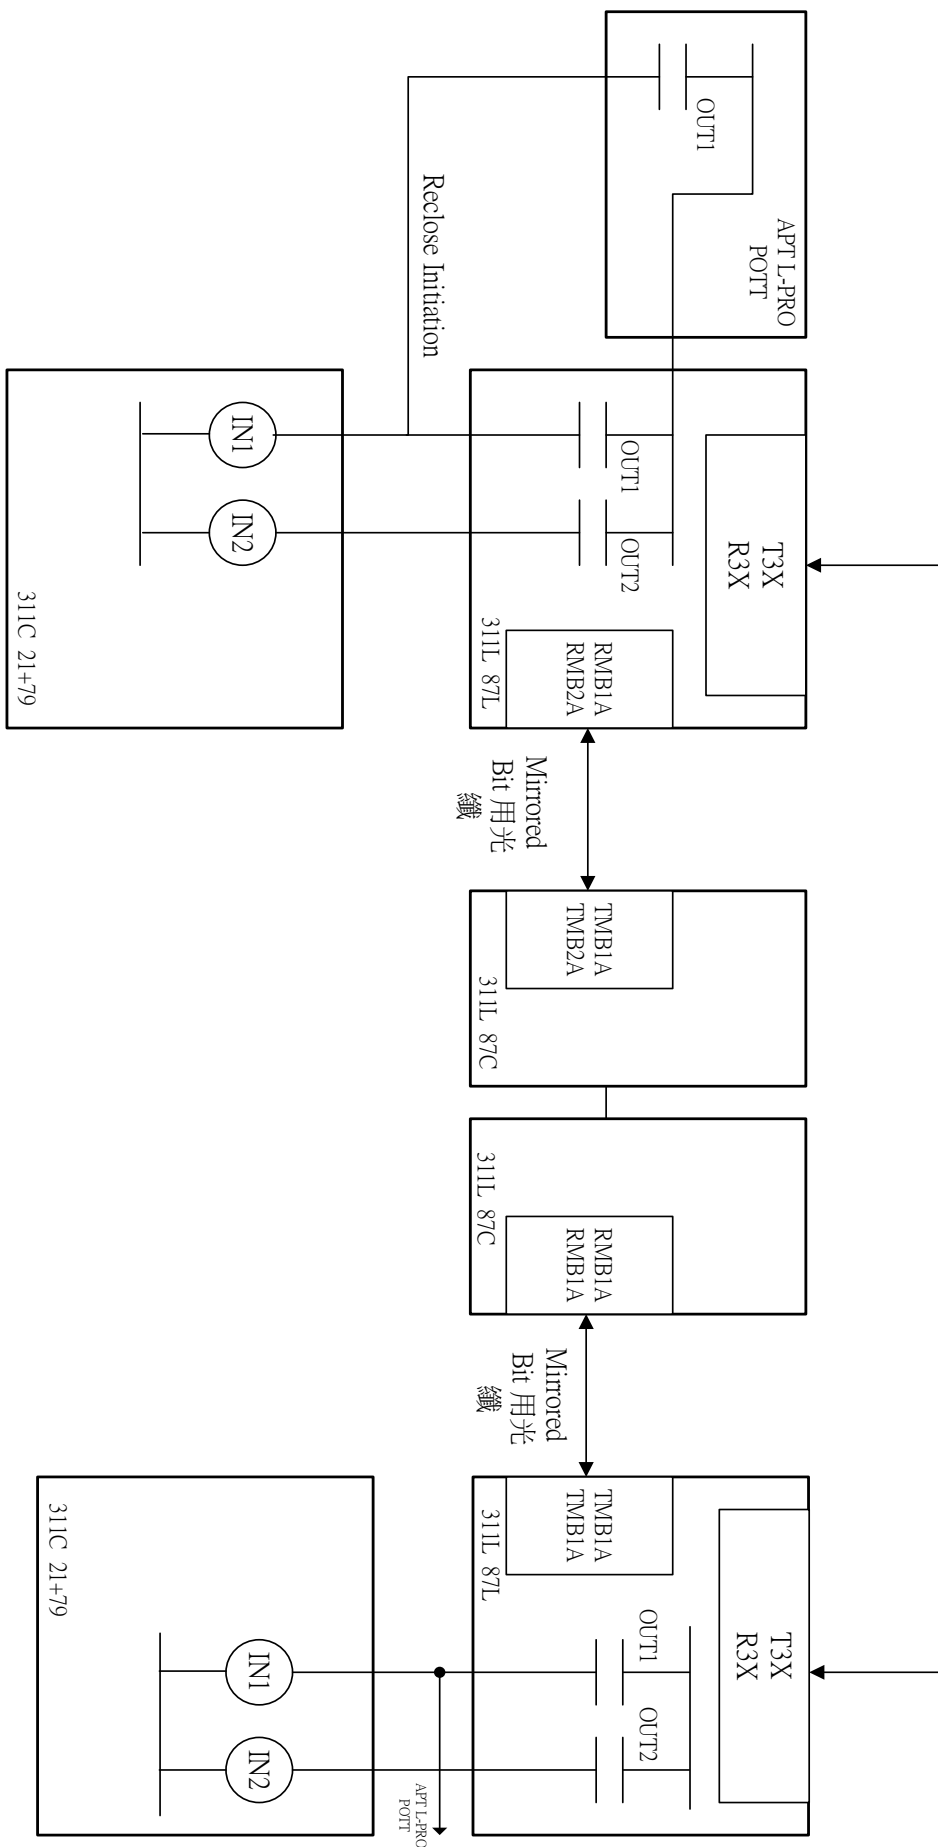 APT L-PRO
POTT
OUT1
Reclose Initiation
T3X
R3X
OUT1
OUT2
RMB1A
RMB2A
311L 87L
IN1
IN2
311C 21+79
Mirrored
Bit 用光
纖
TMB1A
TMB2A
311L 87C
311L 87C
RMB1A
RMB1A
Mirrored
Bit 用光
纖
T3X
R3X
TMB1A
TMB1A
311L 87L
OUT1
OUT2
IN1
IN2
APT L-PRO
POTT
311C 21+79